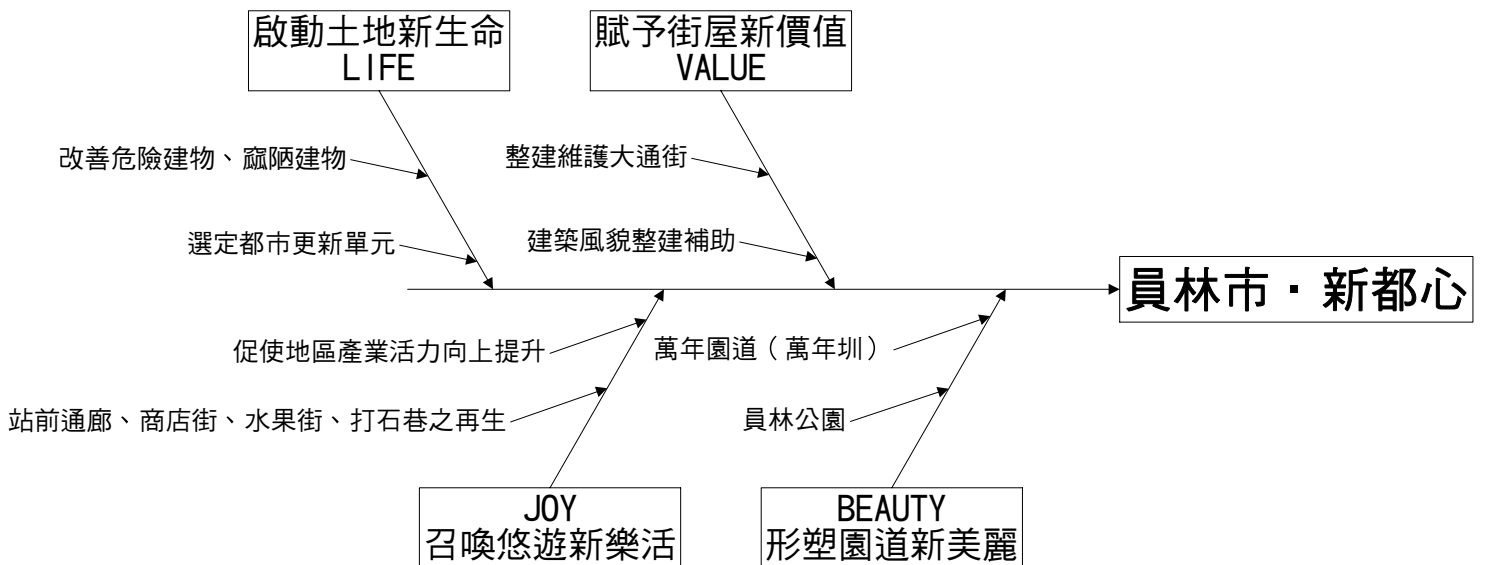 啟動土地新生命
LIFE
賦予街屋新價值
VALUE
改善危險建物、窳陋建物
整建維護大通街
選定都市更新單元
建築風貌整建補助
員林市·新都心
促使地區產業活力向上提升
萬年園道(萬年圳)
站前通廊、商店街、水果街、打石巷之再生
員林公園
JOY
召喚悠遊新樂活
BEAUTY
形塑園道新美麗